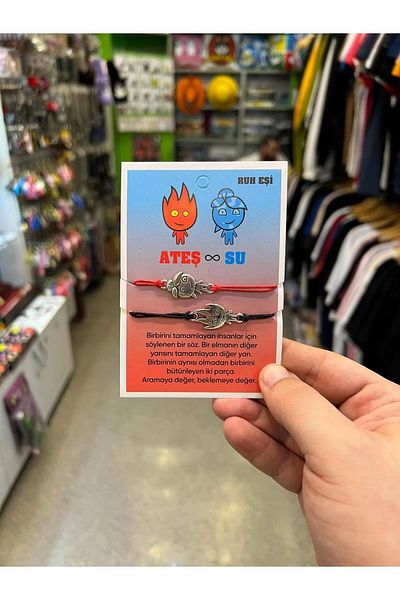 RUH EŞİ
ATEŞ ∞ SU
Birbirini tamamlayan insanlar için
söylenen bir söz. Bir elmanın diğer
yarısını tamamlayan diğer yarı.
Birbirinin aynısı olmadan birbirini
bütünleyen iki parça.
Aramaya değer, beklemeye değer.